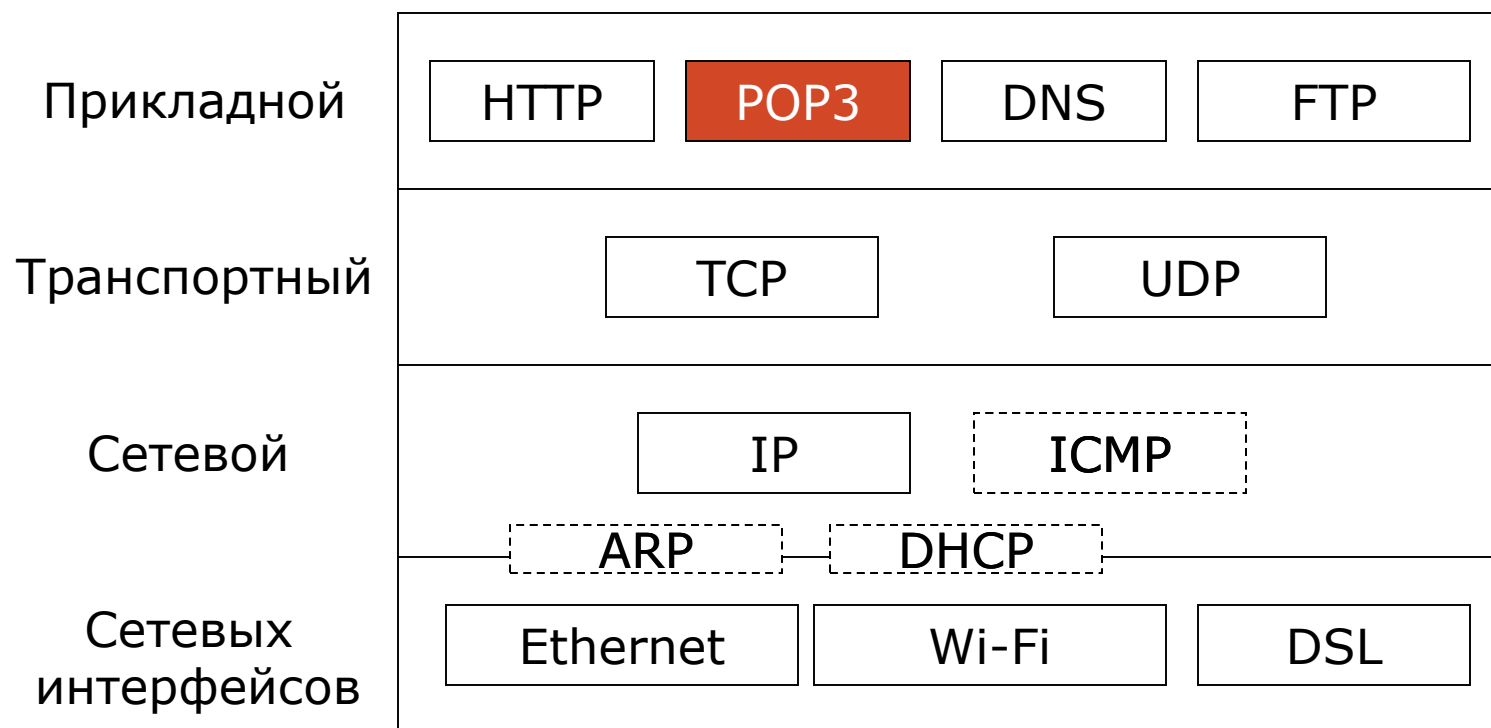 Прикладной
HTTP
POP3
DNS
FTP
Транспортный
TCP
UDP
Сетевой
IP
ICMP
ARP
DHCP
Сетевых
интерфейсов
Ethernet
Wi-Fi
DSL